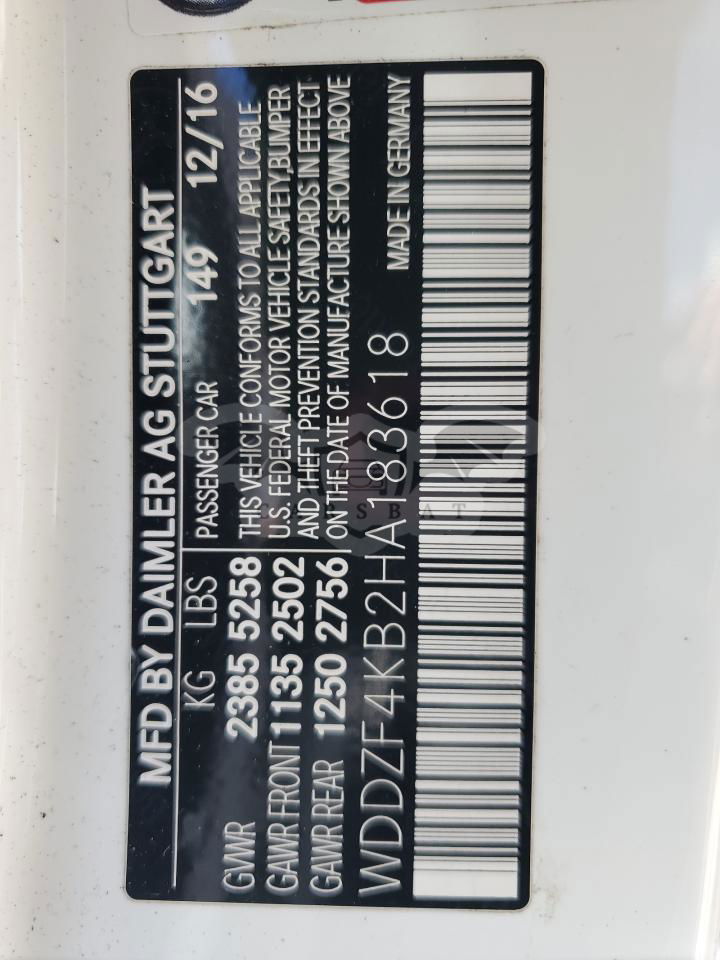 MFD BY DAIMLER AG STUTTGART
KG LBS PASSENGER CAR 149 12/16
GVWR 2385 5258
GAWR FRONT 1135 2502
GAWR REAR 1250 2756
THIS VEHICLE CONFORMS TO ALL APPLICABLE
U.S. FEDERAL MOTOR VEHICLE SAFETY,BUMPER
AND THEFT PREVENTION STANDARDS IN EFFECT
ON THE DATE OF MANUFACTURE SHOWN ABOVE
WDDZF4KB2HA183618
MADE IN GERMANY
CARSBAT